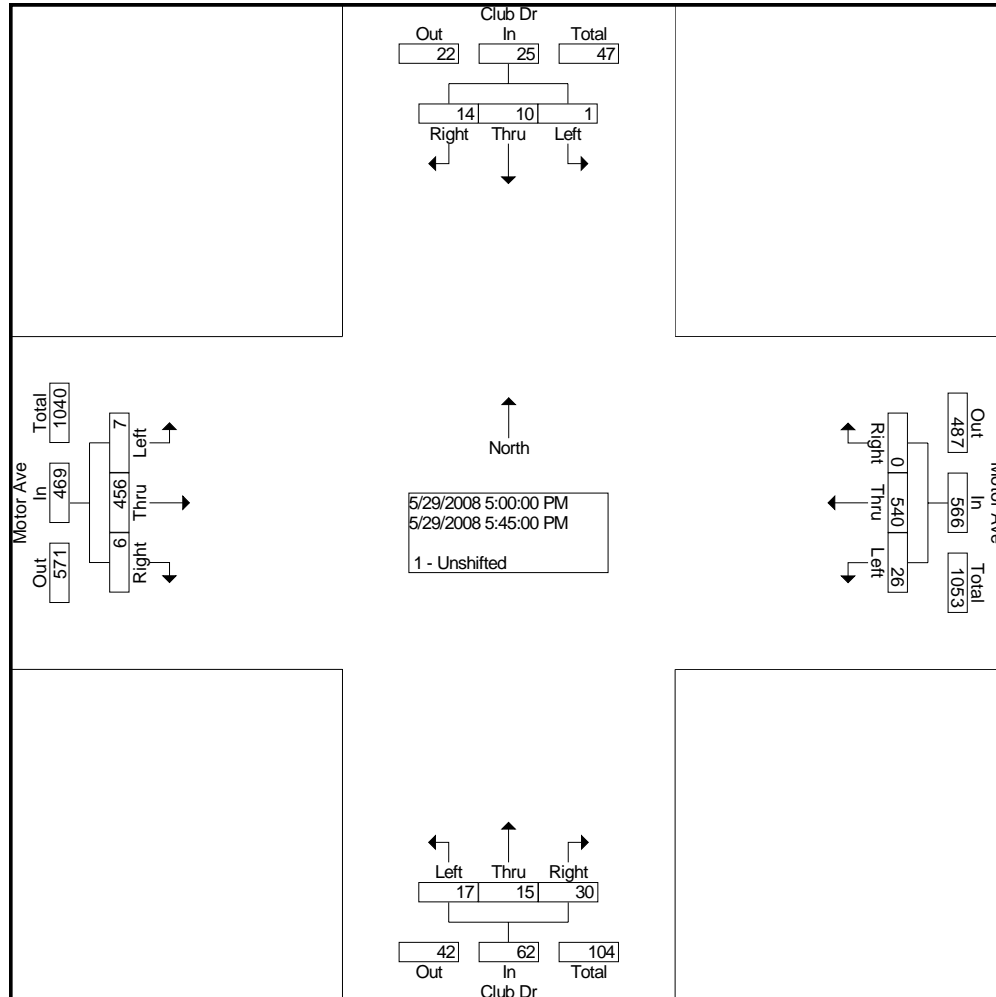 Club Dr
Out In Total
22 25 47
14 10 1
Right Thru Left
Motor Ave
Out In Total
571 469 1040
Left Thru Right
7 456 6
North
5/29/2008 5:00:00 PM
5/29/2008 5:45:00 PM
1 - Unshifted
Right Thru Left
0 540 26
Out In Total
487 566 1053
Motor Ave
Left Thru Right
17 15 30
42 62 104
Out In Total
Club Dr